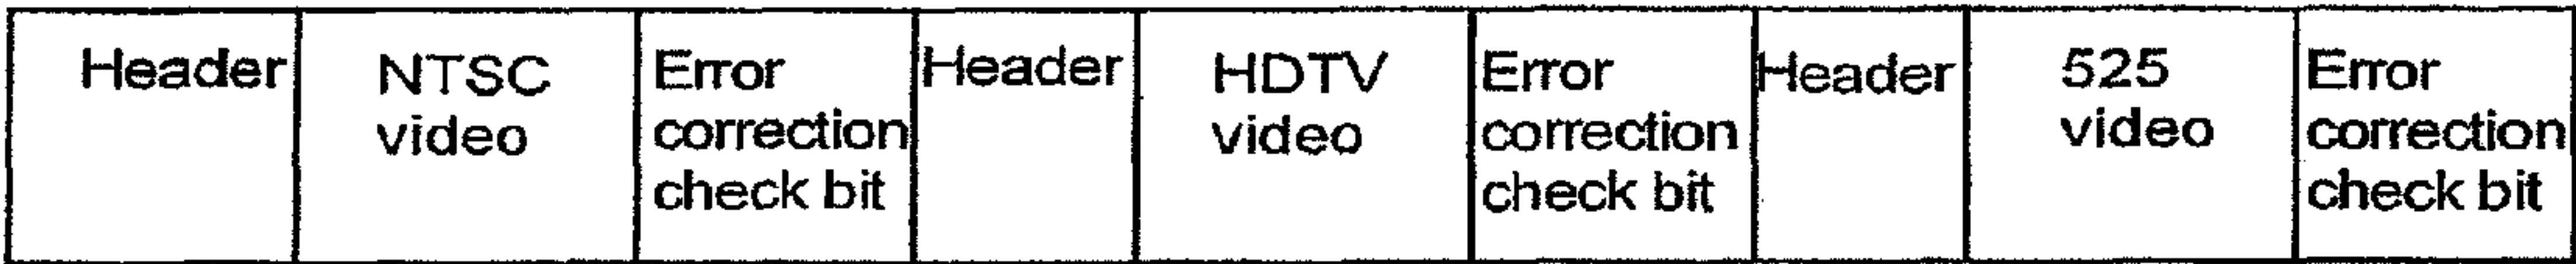 Header
NTSC
video
Error
correction
check bit
Header
HDTV
video
Error
correction
check bit
Header
525
video
Error
correction
check bit